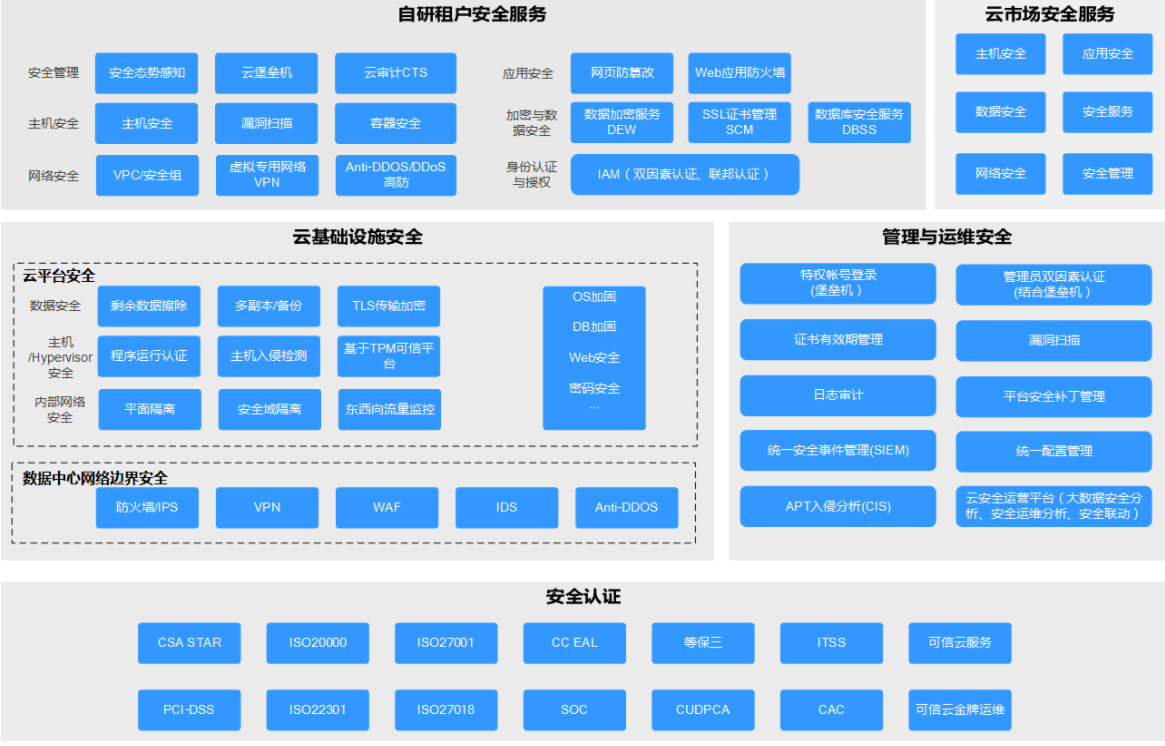 自研租户安全服务
安全管理
安全态势感知
云堡垒机
云审计CTS
应用安全
网页防篡改
Web应用防火墙
主机安全
主机安全
漏洞扫描
容器安全
加密与数
据安全
数据加密服务
DEW
SSL证书管理
SCM
数据库安全服务
DBSS
网络安全
VPC/安全组
虚拟专用网络
VPN
Anti-DDOS/DDoS
高防
身份认证
与授权
IAM（双因素认证、联邦认证）
云市场安全服务
主机安全
应用安全
数据安全
安全服务
网络安全
安全管理
云基础设施安全
云平台安全
数据安全
剩余数据擦除
多副本/备份
TLS传输加密
主机
/Hypervisor
安全
程序运行认证
主机入侵检测
基于TPM可信平
台
内部网络
安全
平面隔离
安全域隔离
东西向流量监控
OS加固
DB加固
Web安全
密码安全
...
数据中心网络边界安全
防火墙/IPS
VPN
WAF
IDS
Anti-DDOS
管理与运维安全
特权帐号登录
(堡垒机）
管理员双因素认证
(结合堡垒机）
证书有效期管理
漏洞扫描
日志审计
平台安全补丁管理
统一安全事件管理(SIEM)
统一配置管理
APT入侵分析(CIS)
云安全运营平台（大数据安全分
析、安全运维分析、安全联动）
安全认证
CSA STAR
ISO20000
ISO27001
CC EAL
等保三
ITSS
可信云服务
PCI-DSS
ISO22301
ISO27018
SOC
CUDPCA
CAC
可信云金牌运维